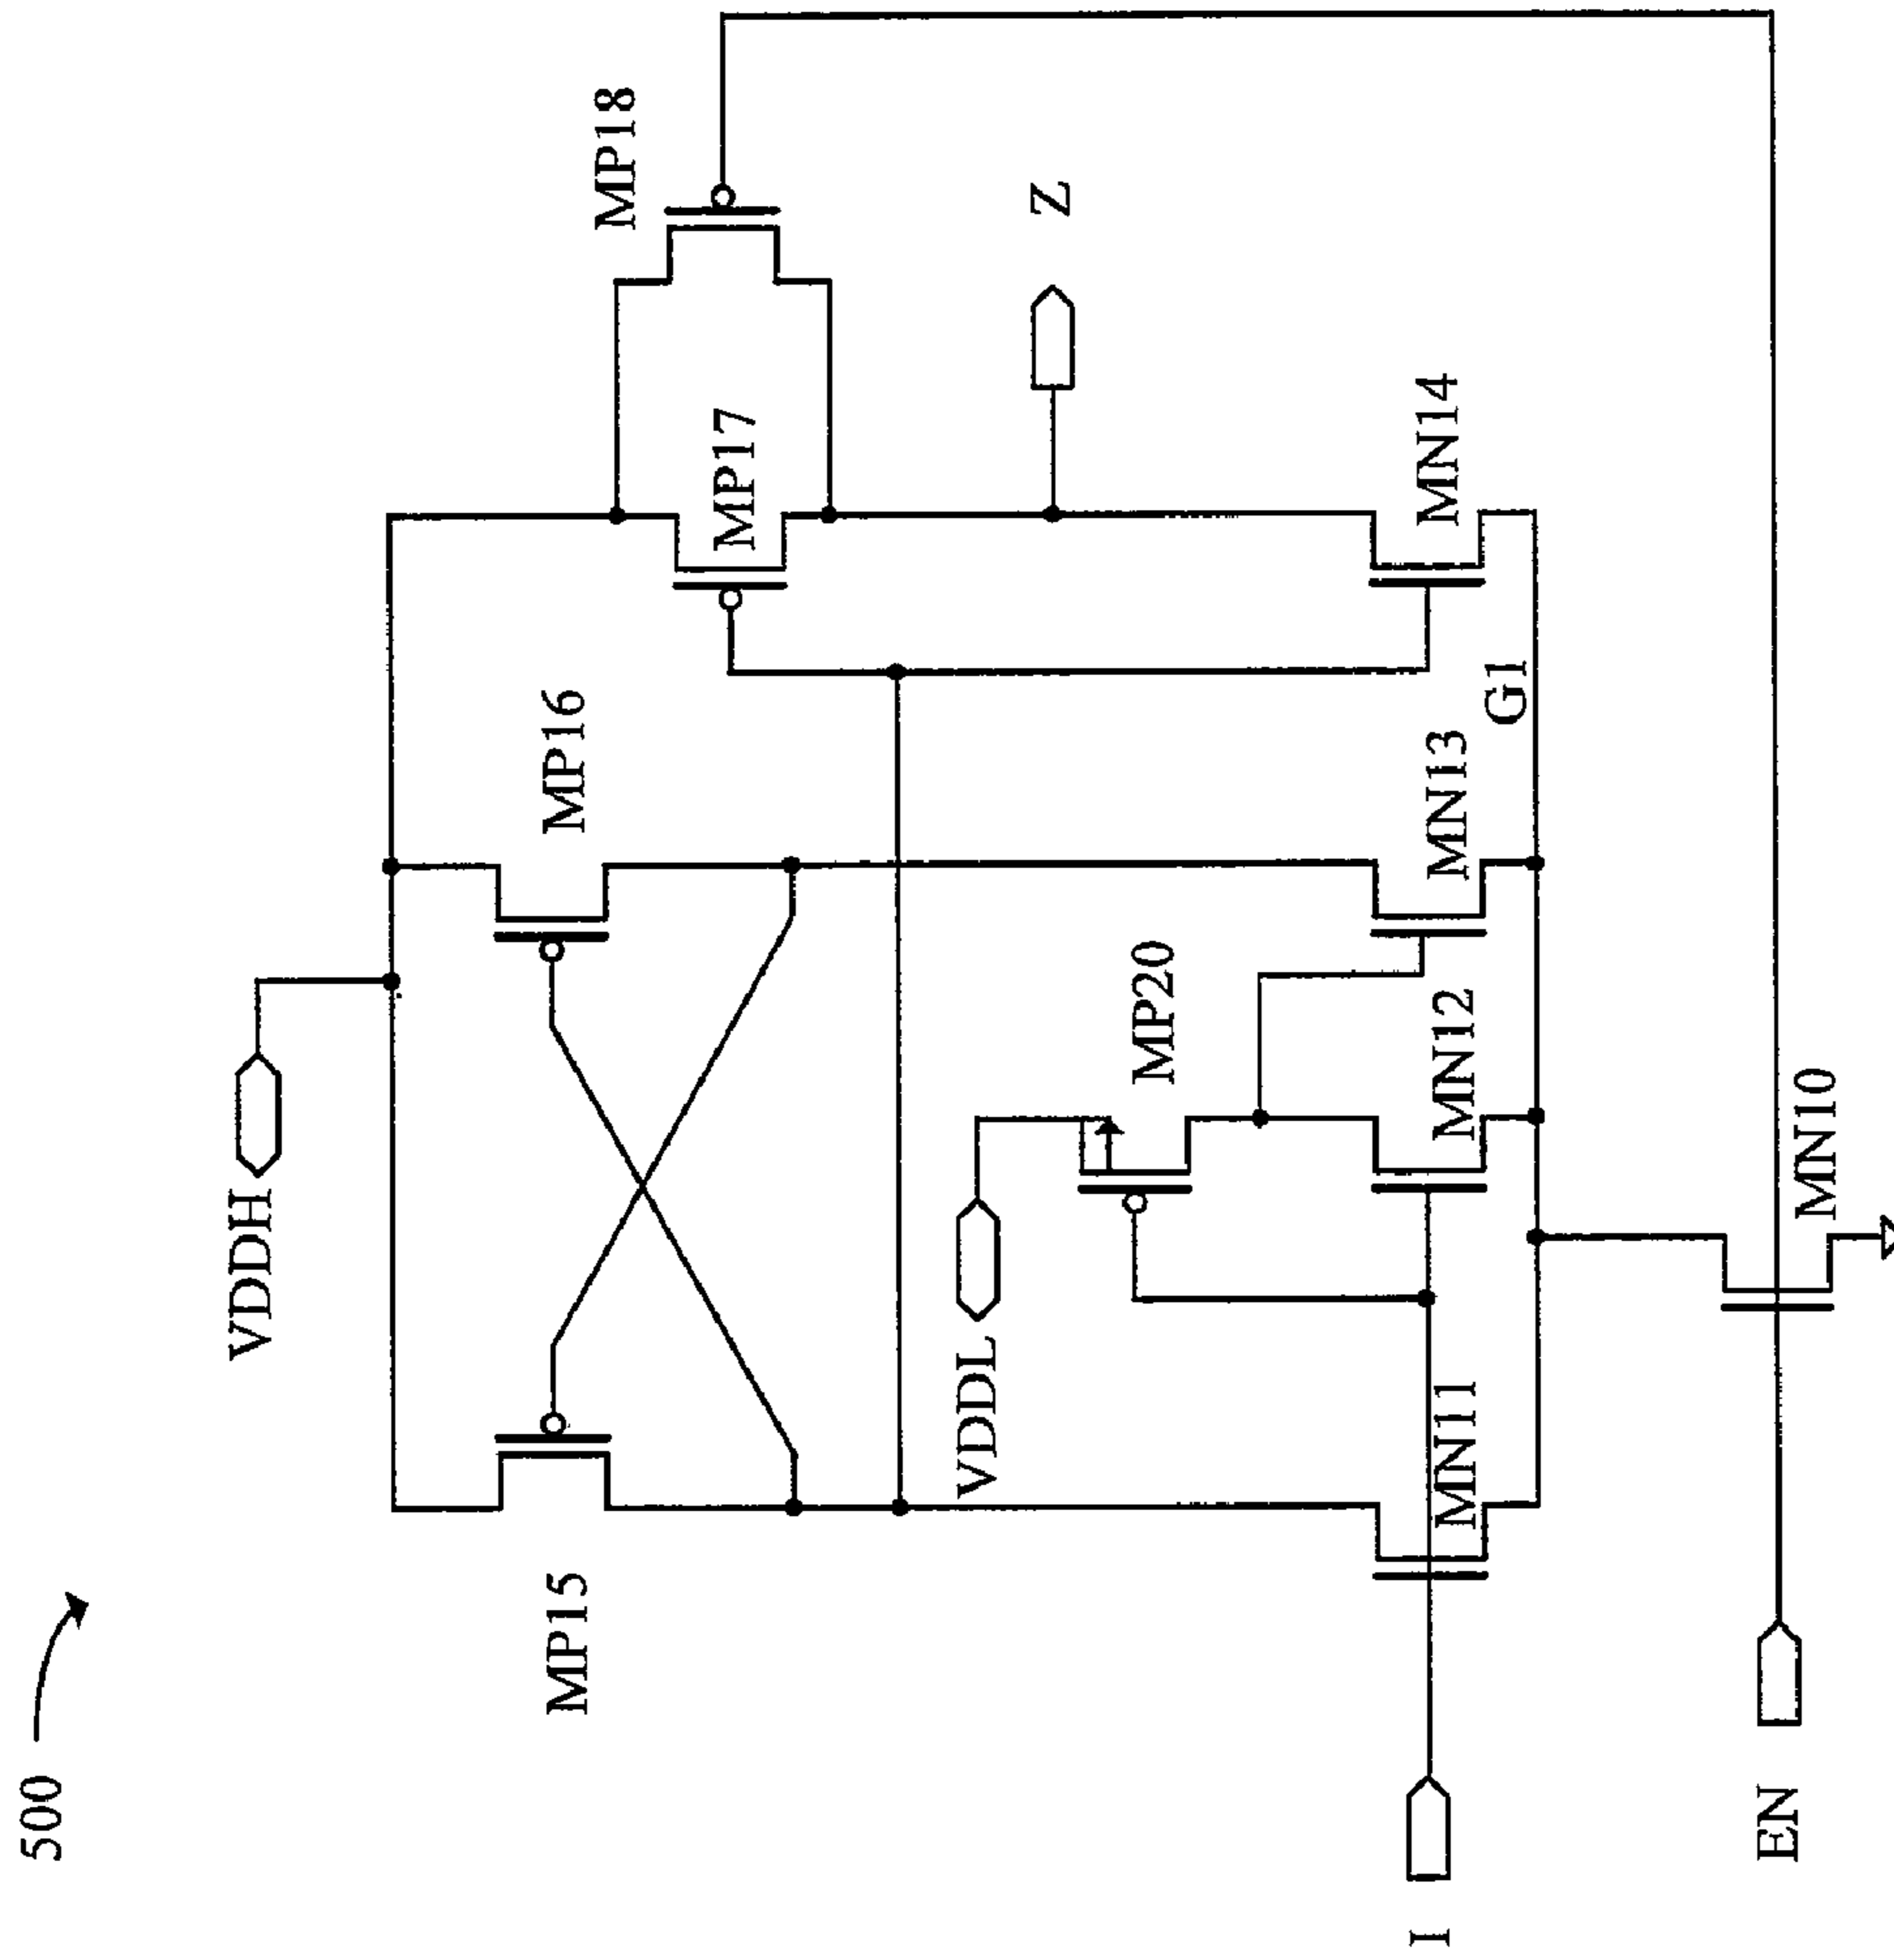 500
VDDH
MP15
MP16
MP17
MP18
VDDL
MP20
Z
MN11
MN12
MN13
G1
MN14
I
MN10
EN